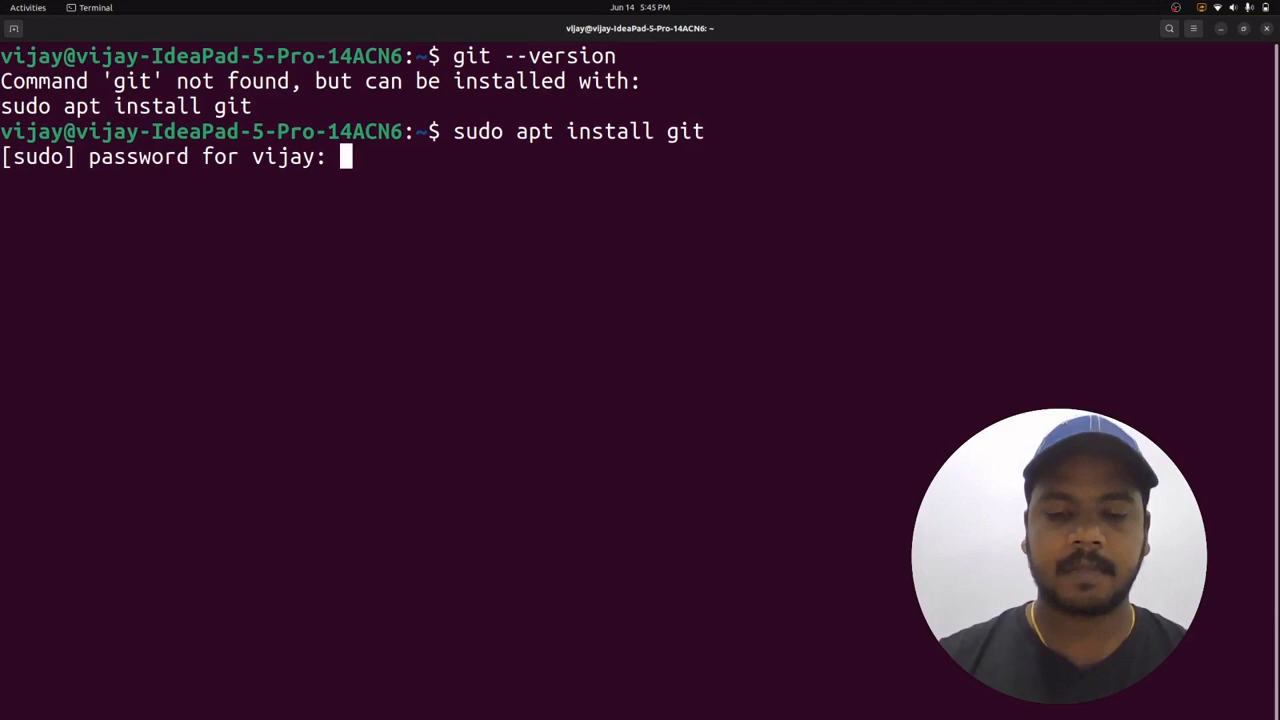 Activities Terminal Jun 14 5:45 PM
vijay@vijay-IdeaPad-5-Pro-14ACN6: ~
vijay@vijay-IdeaPad-5-Pro-14ACN6:~$ git --version
Command 'git' not found, but can be installed with:
sudo apt install git
vijay@vijay-IdeaPad-5-Pro-14ACN6:~$ sudo apt install git
[sudo] password for vijay: